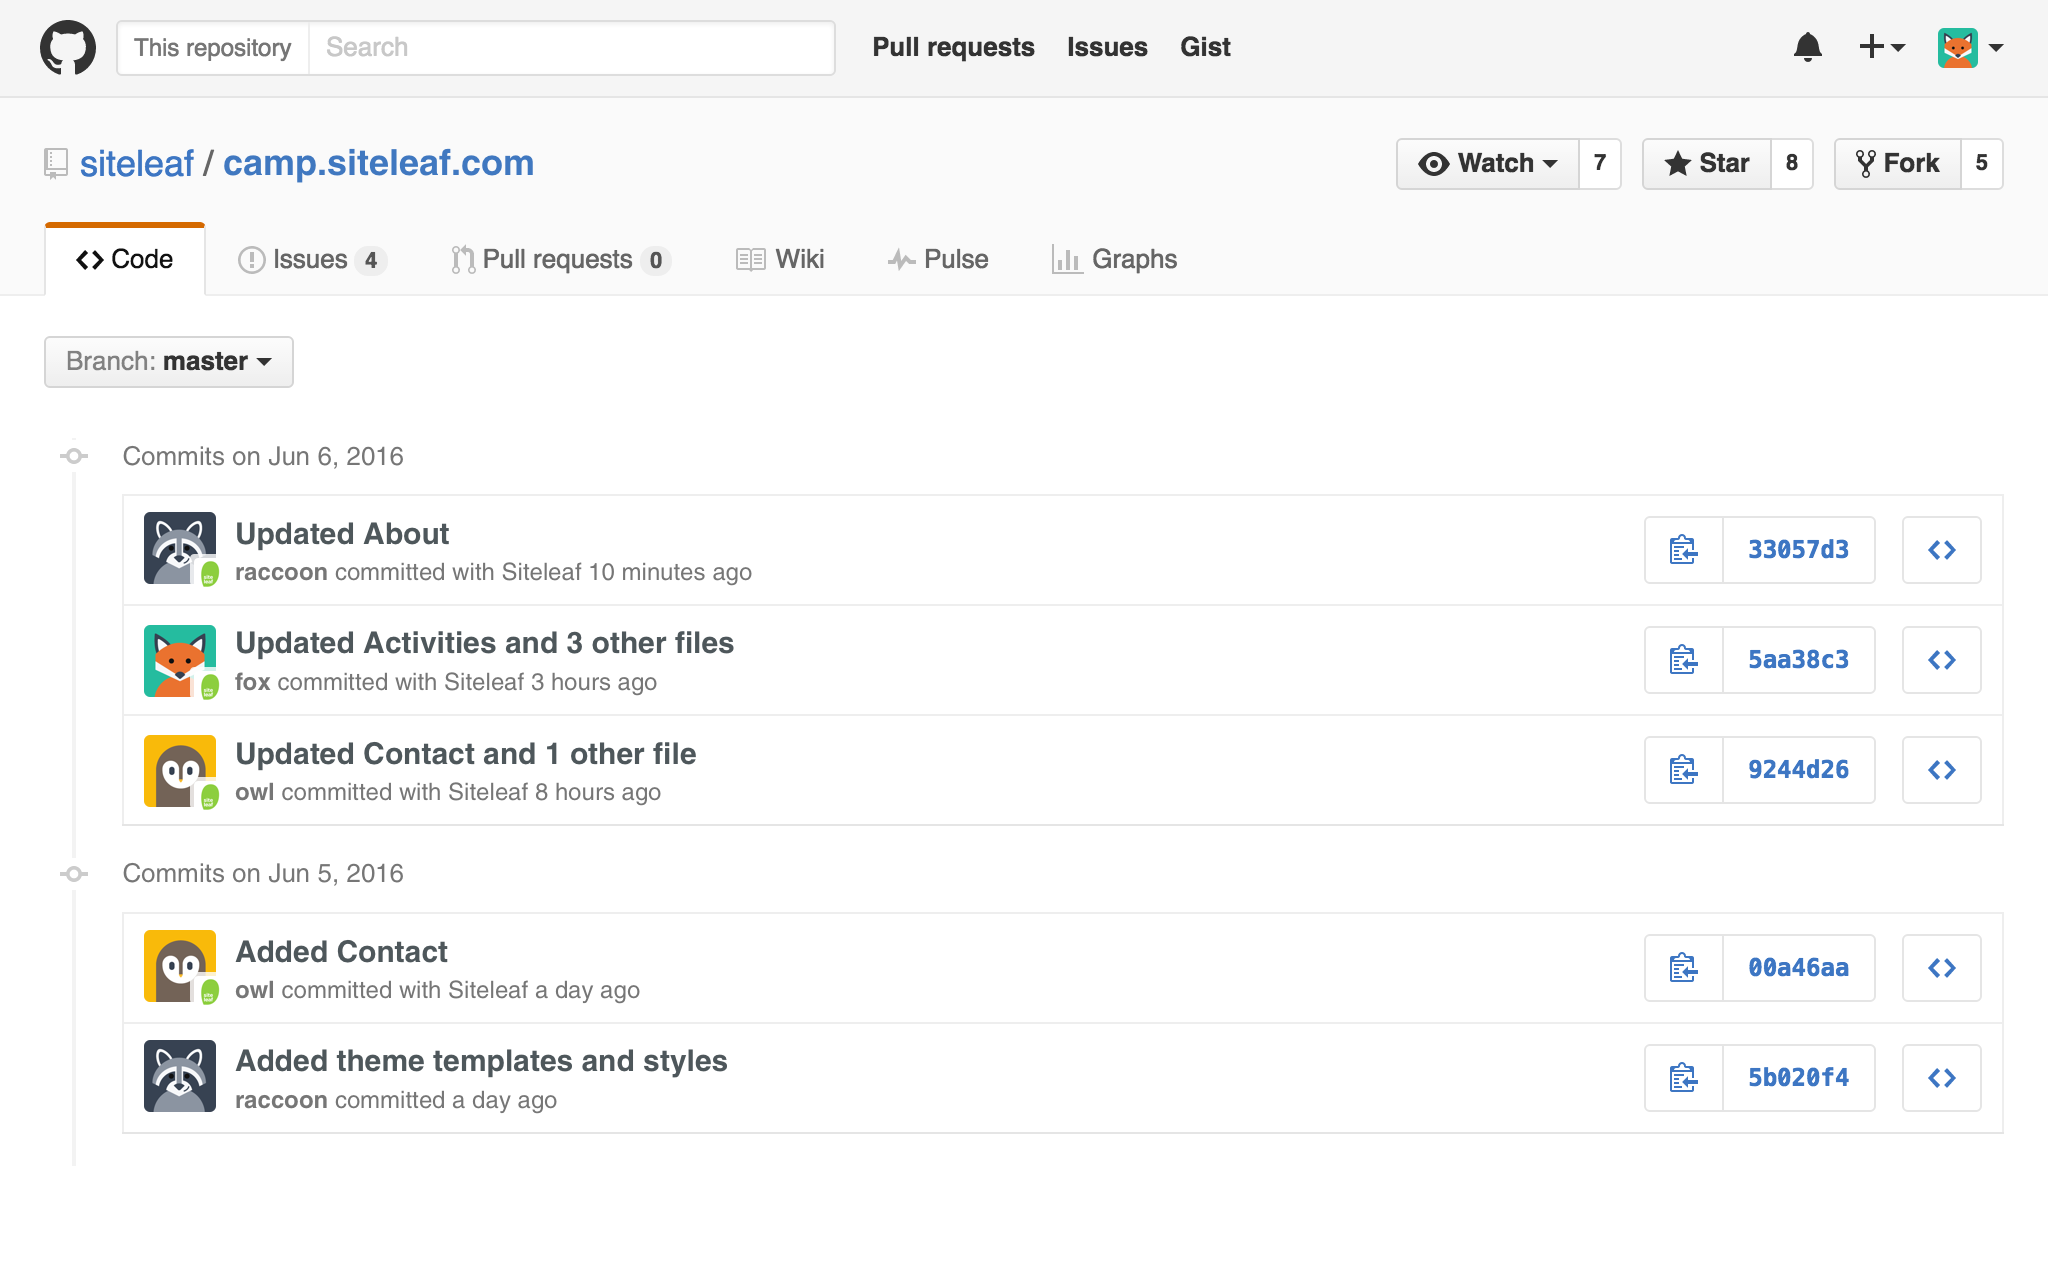 This repository Search Pull requests Issues Gist
siteleaf / camp.siteleaf.com Watch 7 Star 8 Fork 5
Code Issues 4 Pull requests 0 Wiki Pulse Graphs
Branch: master
Commits on Jun 6, 2016
Updated About
raccoon committed with Siteleaf 10 minutes ago
33057d3
Updated Activities and 3 other files
fox committed with Siteleaf 3 hours ago
5aa38c3
Updated Contact and 1 other file
owl committed with Siteleaf 8 hours ago
9244d26
Commits on Jun 5, 2016
Added Contact
owl committed with Siteleaf a day ago
00a46aa
Added theme templates and styles
raccoon committed a day ago
5b020f4